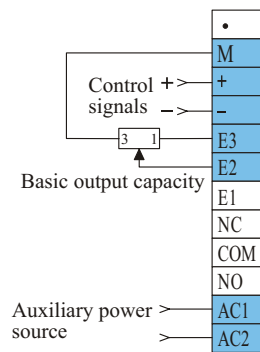 •
M
Control + +
signals − −
3 1 E3
E2
Basic output capacity
E1
NC
COM
NO
Auxiliary power AC1
source AC2